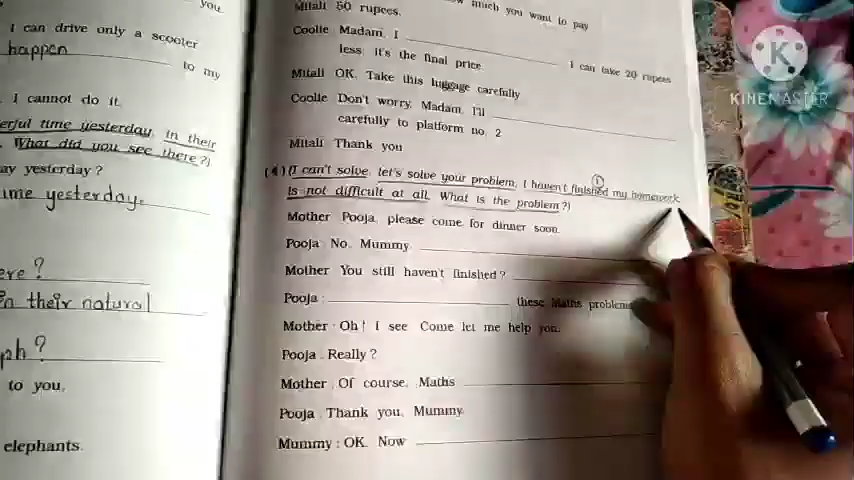 you.
I can drive only a scooter
happen to my
I cannot do it.
erful time yesterday, in their
What did you see there?)
ay yesterday?
ime yesterday.
ere?
in their natural
ph?
to you.
elephants.
much you want to pay
Mitali 50 rupees.
Coolie Madam, I
less; it's the final price. I can take 20 rupees
Mitali OK. Take this luggage carefully
Coolie Don't worry, Madam, I'll
carefully to platform no. 2
Mitali Thank you
(4) (I can't solve, let's solve your problem, I haven't finished my homework,
①
is not difficult at all, What is the problem?)
Mother Pooja, please come for dinner soon.
Pooja No, Mummy
Mother You still haven't finished?
Pooja : these Maths problems
Mother : Oh! I see Come let me help you.
Pooja . Really?
Mother . Of course, Maths
Pooja . Thank you, Mummy.
Mummy : OK. Now
K
KINEMASTER